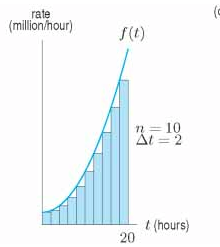 rate
(million/hour)
f(t)
n = 10
Δt = 2
t (hours)
20